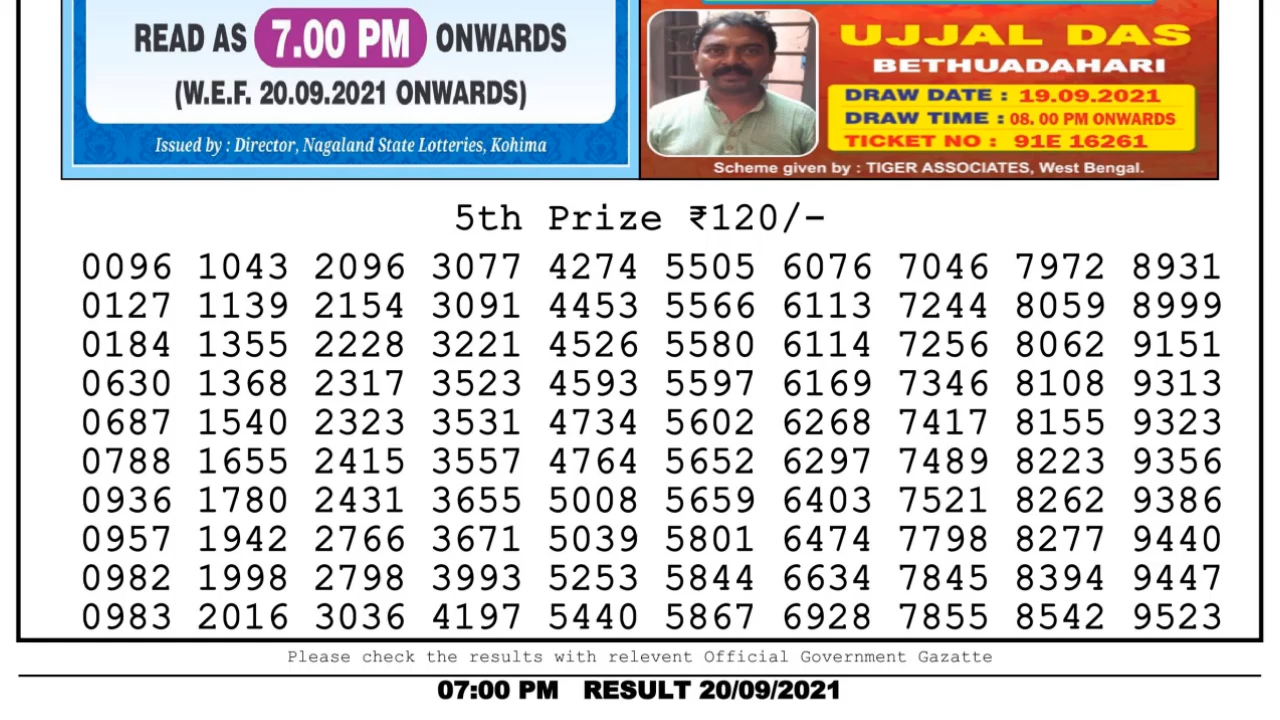 READ AS 7.00 PM ONWARDS
(W.E.F. 20.09.2021 ONWARDS)
Issued by : Director, Nagaland State Lotteries, Kohima
UJJAL DAS
BETHUADAHARI
DRAW DATE : 19.09.2021
DRAW TIME : 08. 00 PM ONWARDS
TICKET NO : 91E 16261
Scheme given by : TIGER ASSOCIATES, West Bengal.
5th Prize ₹120/-
0096 1043 2096 3077 4274 5505 6076 7046 7972 8931
0127 1139 2154 3091 4453 5566 6113 7244 8059 8999
0184 1355 2228 3221 4526 5580 6114 7256 8062 9151
0630 1368 2317 3523 4593 5597 6169 7346 8108 9313
0687 1540 2323 3531 4734 5602 6268 7417 8155 9323
0788 1655 2415 3557 4764 5652 6297 7489 8223 9356
0936 1780 2431 3655 5008 5659 6403 7521 8262 9386
0957 1942 2766 3671 5039 5801 6474 7798 8277 9440
0982 1998 2798 3993 5253 5844 6634 7845 8394 9447
0983 2016 3036 4197 5440 5867 6928 7855 8542 9523
Please check the results with relevent Official Government Gazatte
07:00 PM RESULT 20/09/2021